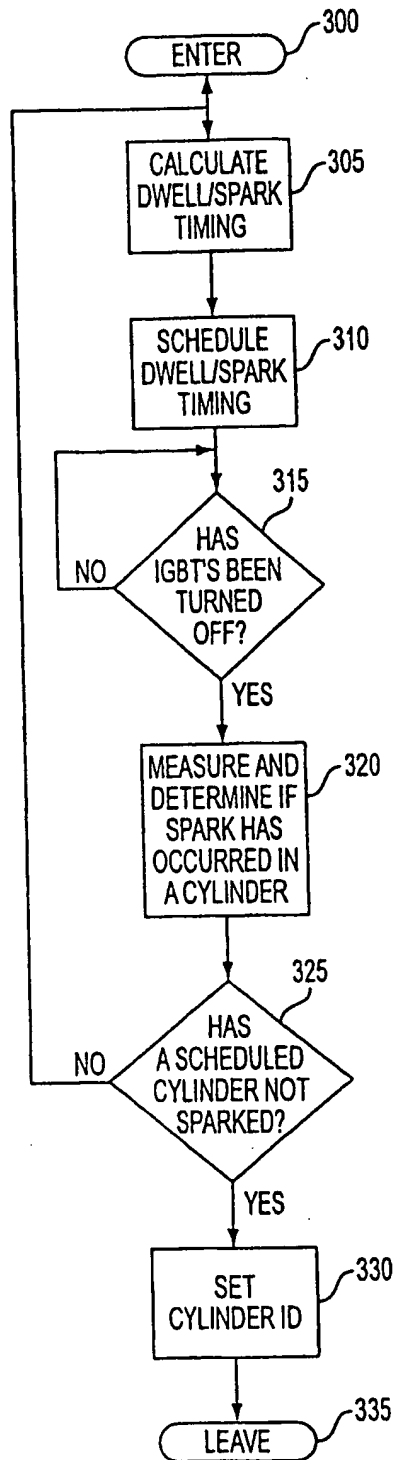 300
ENTER
305
CALCULATE
DWELL/SPARK
TIMING
310
SCHEDULE
DWELL/SPARK
TIMING
315
HAS
IGBT'S BEEN
TURNED
OFF?
NO
YES
320
MEASURE AND
DETERMINE IF
SPARK HAS
OCCURRED IN
A CYLINDER
325
HAS
A SCHEDULED
CYLINDER NOT
SPARKED?
NO
YES
330
SET
CYLINDER ID
335
LEAVE